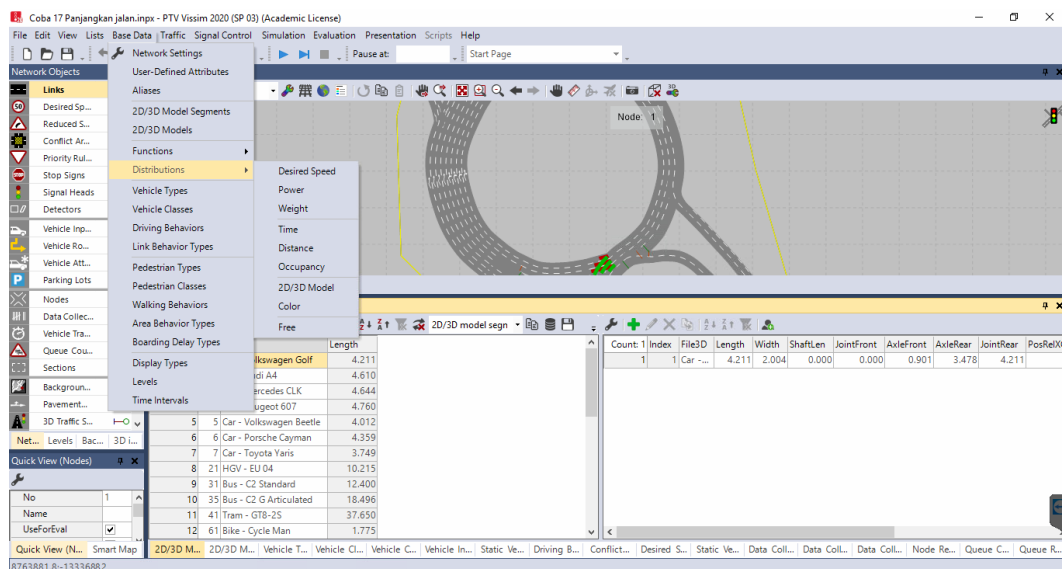 Coba 17 Panjangkan jalan.inpx - PTV Vissim 2020 (SP 03) (Academic License)
File Edit View Lists Base Data Traffic Signal Control Simulation Evaluation Presentation Scripts Help
Pause at: Start Page
Network Objects
Links
Desired Sp...
Reduced S...
Conflict Ar...
Priority Rul...
Stop Signs
Signal Heads
Detectors
Vehicle Inp...
Vehicle Ro...
Vehicle Att...
Parking Lots
Nodes
Data Collec...
Vehicle Tra...
Queue Cou...
Sections
Backgroun...
Pavement...
3D Traffic S...
Net... Levels Bac... 3D i...
Network Settings
User-Defined Attributes
Aliases
2D/3D Model Segments
2D/3D Models
Functions
Distributions
Vehicle Types
Vehicle Classes
Driving Behaviors
Link Behavior Types
Pedestrian Types
Pedestrian Classes
Walking Behaviors
Area Behavior Types
Boarding Delay Types
Display Types
Levels
Time Intervals
Desired Speed
Power
Weight
Time
Distance
Occupancy
2D/3D Model
Color
Free
Node: 1
2D/3D model segn
Length
lkswagen Golf 4.211
di A4 4.610
ercedes CLK 4.644
ugeot 607 4.760
5 5 Car - Volkswagen Beetle 4.012
6 6 Car - Porsche Cayman 4.359
7 7 Car - Toyota Yaris 3.749
8 21 HGV - EU 04 10.215
9 31 Bus - C2 Standard 12.400
10 35 Bus - C2 G Articulated 18.496
11 41 Tram - GT8-2S 37.650
12 61 Bike - Cycle Man 1.775
Count: 1 Index File3D Length Width ShaftLen JointFront AxleFront AxleRear JointRear PosRelX
1 1 Car -... 4.211 2.004 0.000 0.000 0.901 3.478 4.211
Quick View (Nodes)
No 1
Name
UseForEval
Quick View (N... Smart Map
2D/3D M... 2D/3D M... Vehicle T... Vehicle Cl... Vehicle C... Vehicle In... Static Ve... Driving B... Conflict... Desired S... Static Ve... Data Coll... Data Coll... Data Coll... Node Re... Queue C... Queue R...
8763881.8:-1333688.2